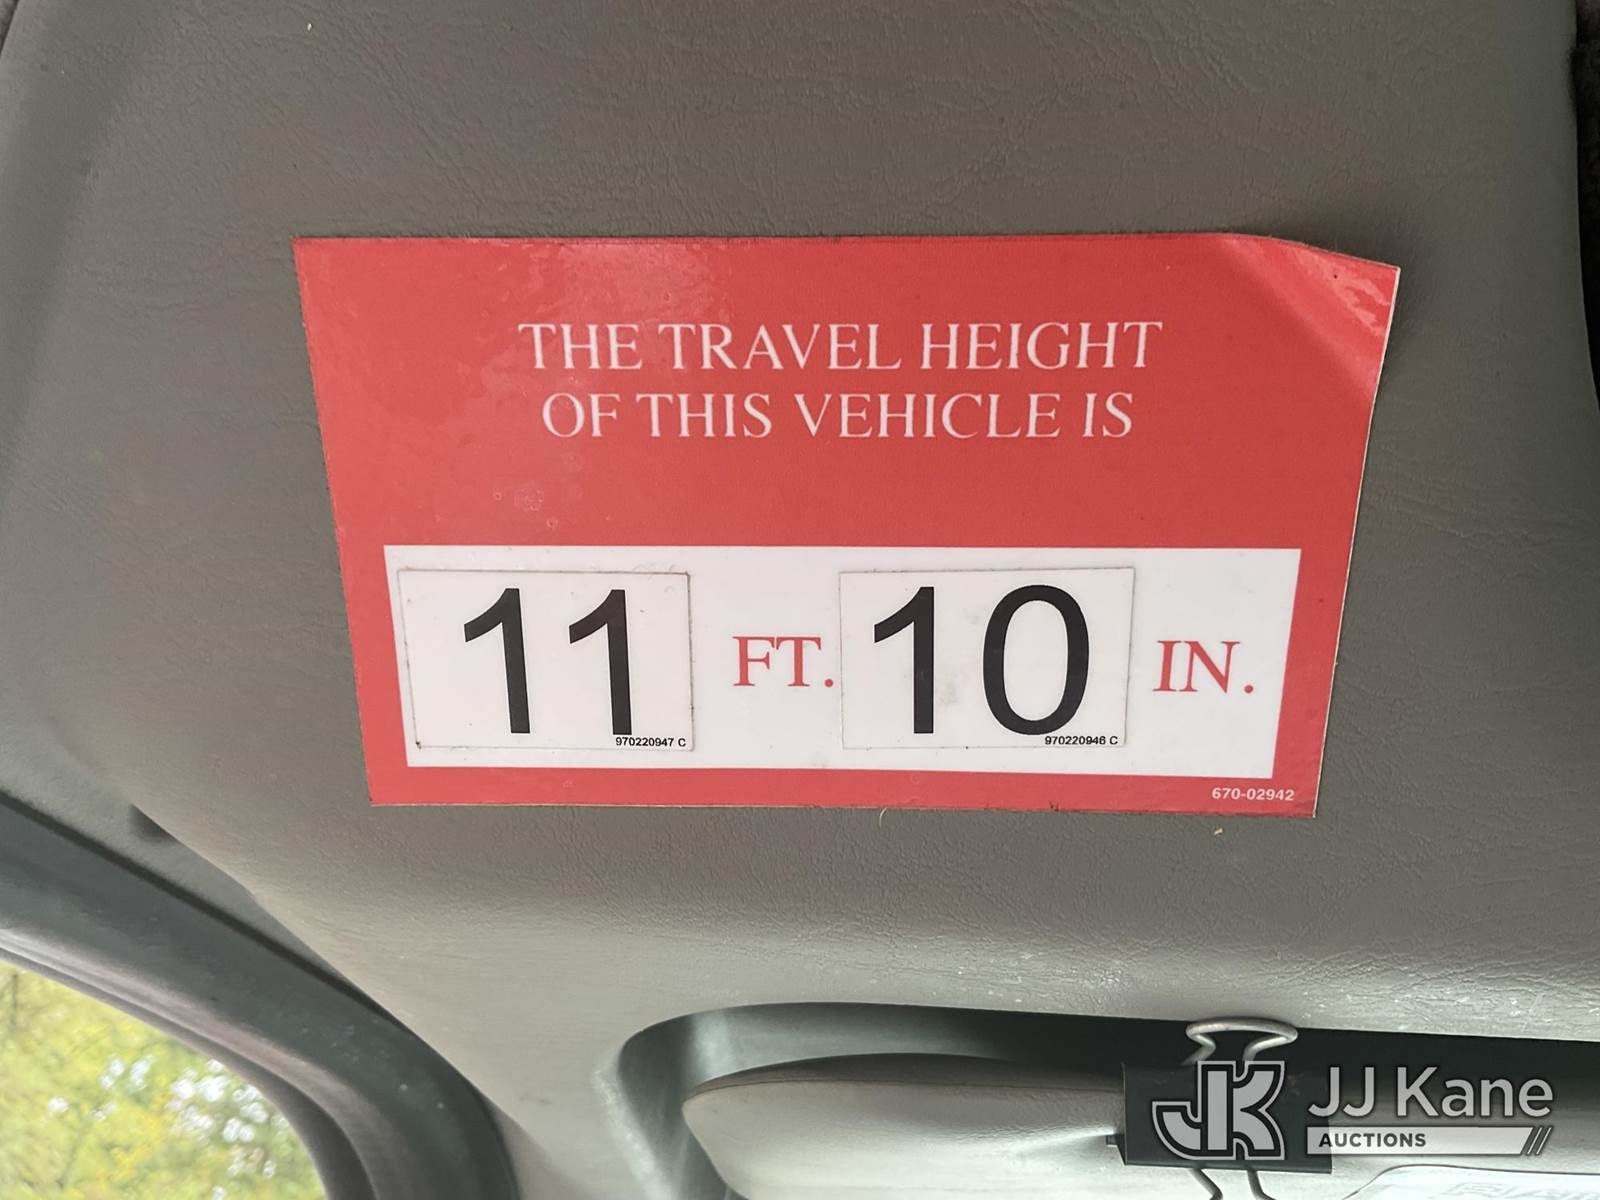 THE TRAVEL HEIGHT
OF THIS VEHICLE IS
11 FT. 10 IN.
970220947 C
970220946 C
670-02942
JJ Kane
AUCTIONS